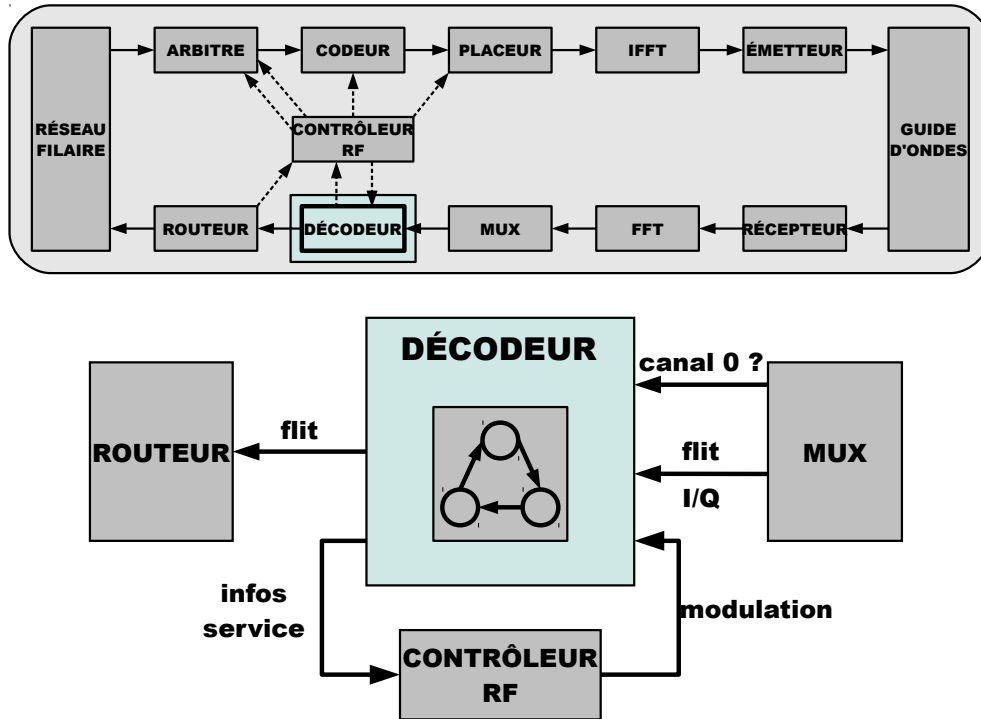 ARBITRE
CODEUR
PLACEUR
IFFT
ÉMETTEUR
RÉSEAU
FILAIRE
CONTRÔLEUR
RF
GUIDE
D'ONDES
ROUTEUR
DÉCODEUR
MUX
FFT
RÉCEPTEUR
DÉCODEUR
canal 0 ?
ROUTEUR
flit
flit
I/Q
MUX
infos
service
modulation
CONTRÔLEUR
RF